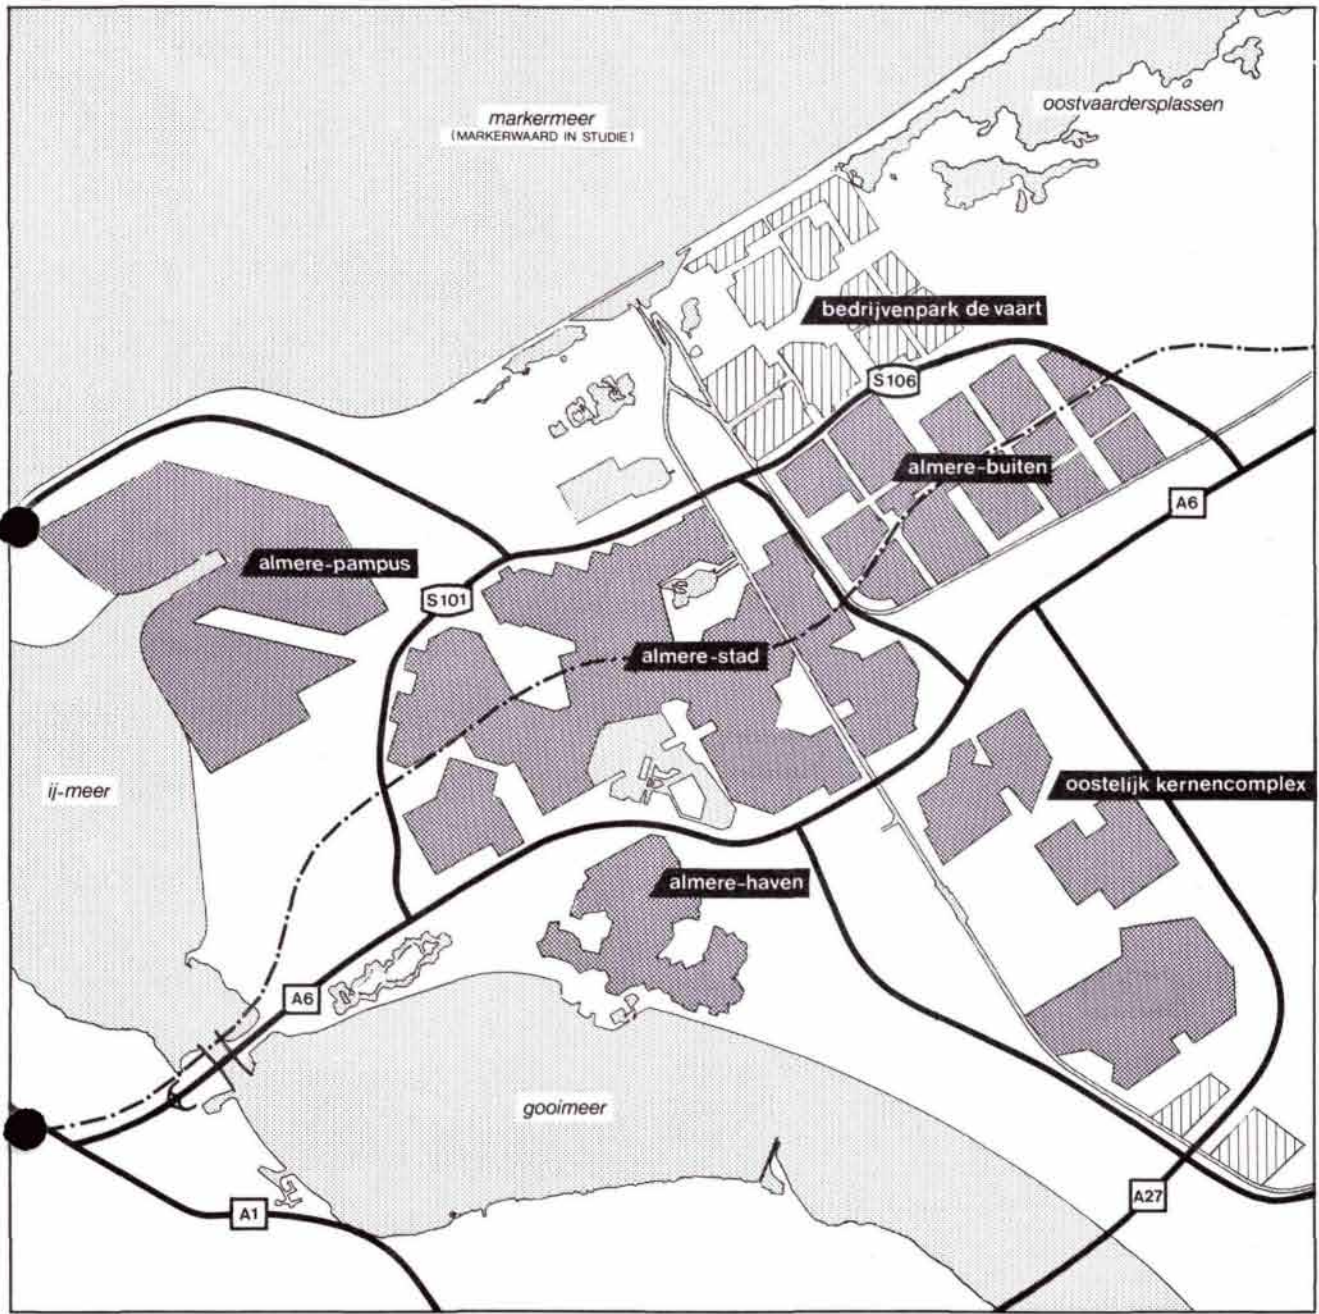 oostvaardersplassen
markermeer
(MARKERWAARD IN STUDIE)
bedrijvenpark de vaart
S106
almere-buiten
A6
almere-pampus
S101
almere-stad
ij-meer
oostelijk kernencomplex
almere-haven
A6
gooimeer
A27
A1